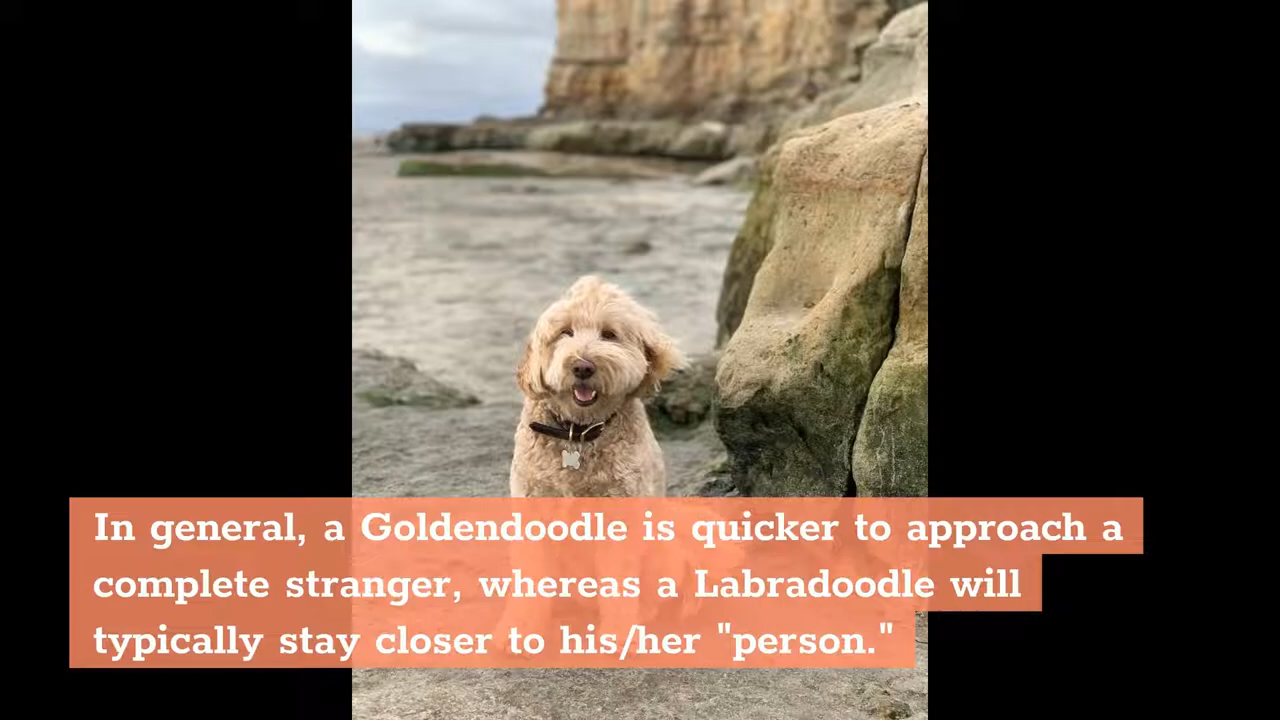 In general, a Goldendoodle is quicker to approach a
complete stranger, whereas a Labradoodle will
typically stay closer to his/her "person."